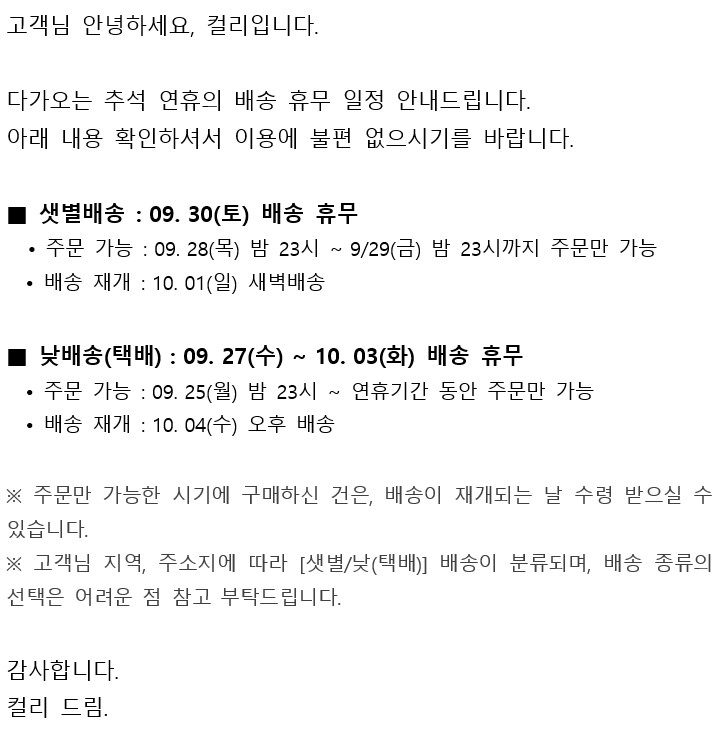 고객님 안녕하세요, 컬리입니다.
다가오는 추석 연휴의 배송 휴무 일정 안내드립니다.
아래 내용 확인하셔서 이용에 불편 없으시기를 바랍니다.
■ 샛별배송 : 09. 30(토) 배송 휴무
• 주문 가능 : 09. 28(목) 밤 23시 ~ 9/29(금) 밤 23시까지 주문만 가능
• 배송 재개 : 10. 01(일) 새벽배송
■ 낮배송(택배) : 09. 27(수) ~ 10. 03(화) 배송 휴무
• 주문 가능 : 09. 25(월) 밤 23시 ~ 연휴기간 동안 주문만 가능
• 배송 재개 : 10. 04(수) 오후 배송
※ 주문만 가능한 시기에 구매하신 건은, 배송이 재개되는 날 수령 받으실 수
있습니다.
※ 고객님 지역, 주소지에 따라 [샛별/낮(택배)] 배송이 분류되며, 배송 종류의
선택은 어려운 점 참고 부탁드립니다.
감사합니다.
컬리 드림.